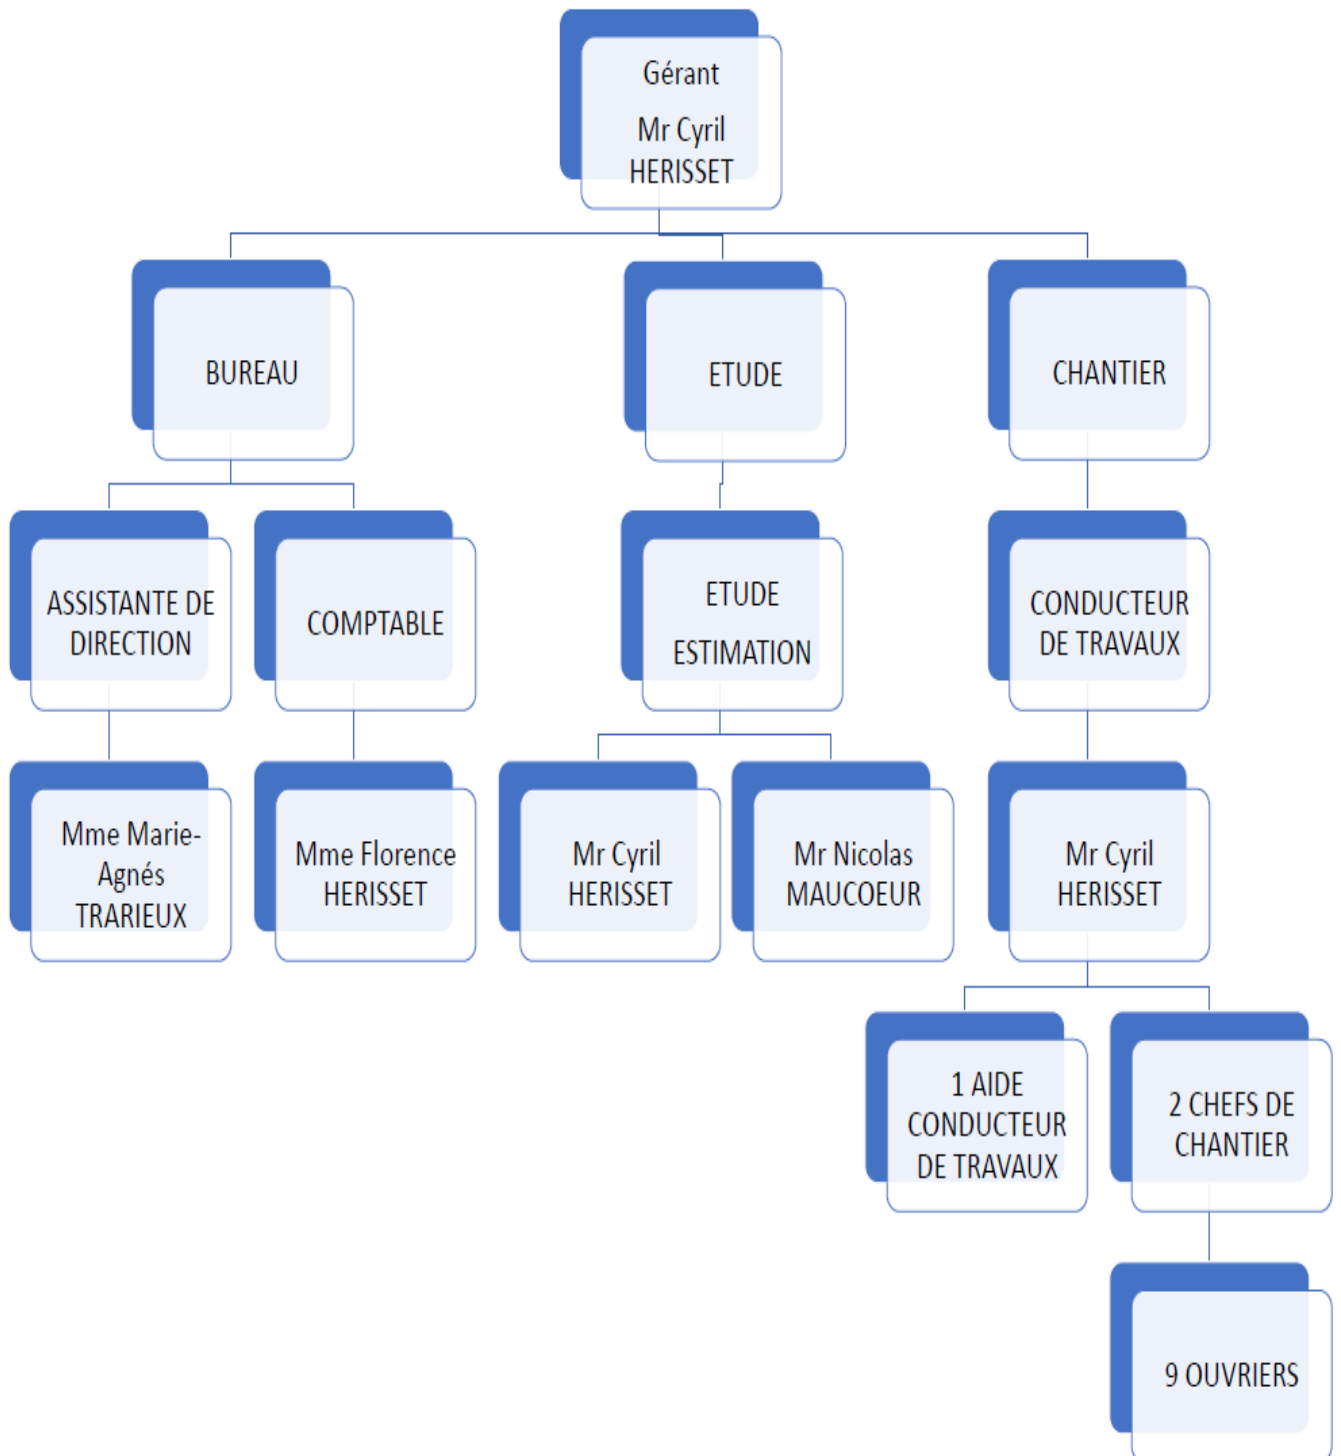 Gérant
Mr Cyril
HERISSET
BUREAU
ETUDE
CHANTIER
ASSISTANTE DE
DIRECTION
COMPTABLE
ETUDE
ESTIMATION
CONDUCTEUR
DE TRAVAUX
Mme Marie-
Agnés
TRARIEUX
Mme Florence
HERISSET
Mr Cyril
HERISSET
Mr Nicolas
MAUCOEUR
Mr Cyril
HERISSET
1 AIDE
CONDUCTEUR
DE TRAVAUX
2 CHEFS DE
CHANTIER
9 OUVRIERS